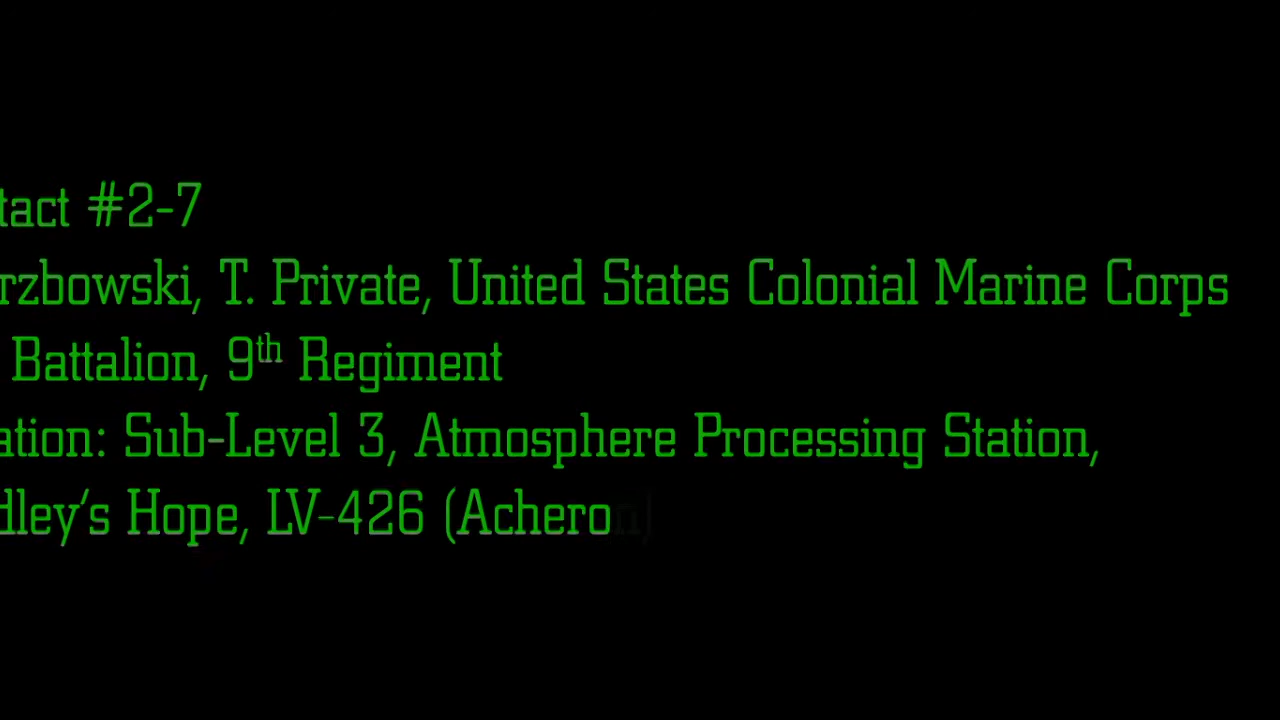 tact #2-7
rzbowski, T. Private, United States Colonial Marine Corps
Battalion, 9th Regiment
ation: Sub-Level 3, Atmosphere Processing Station,
dley’s Hope, LV-426 (Acheron)